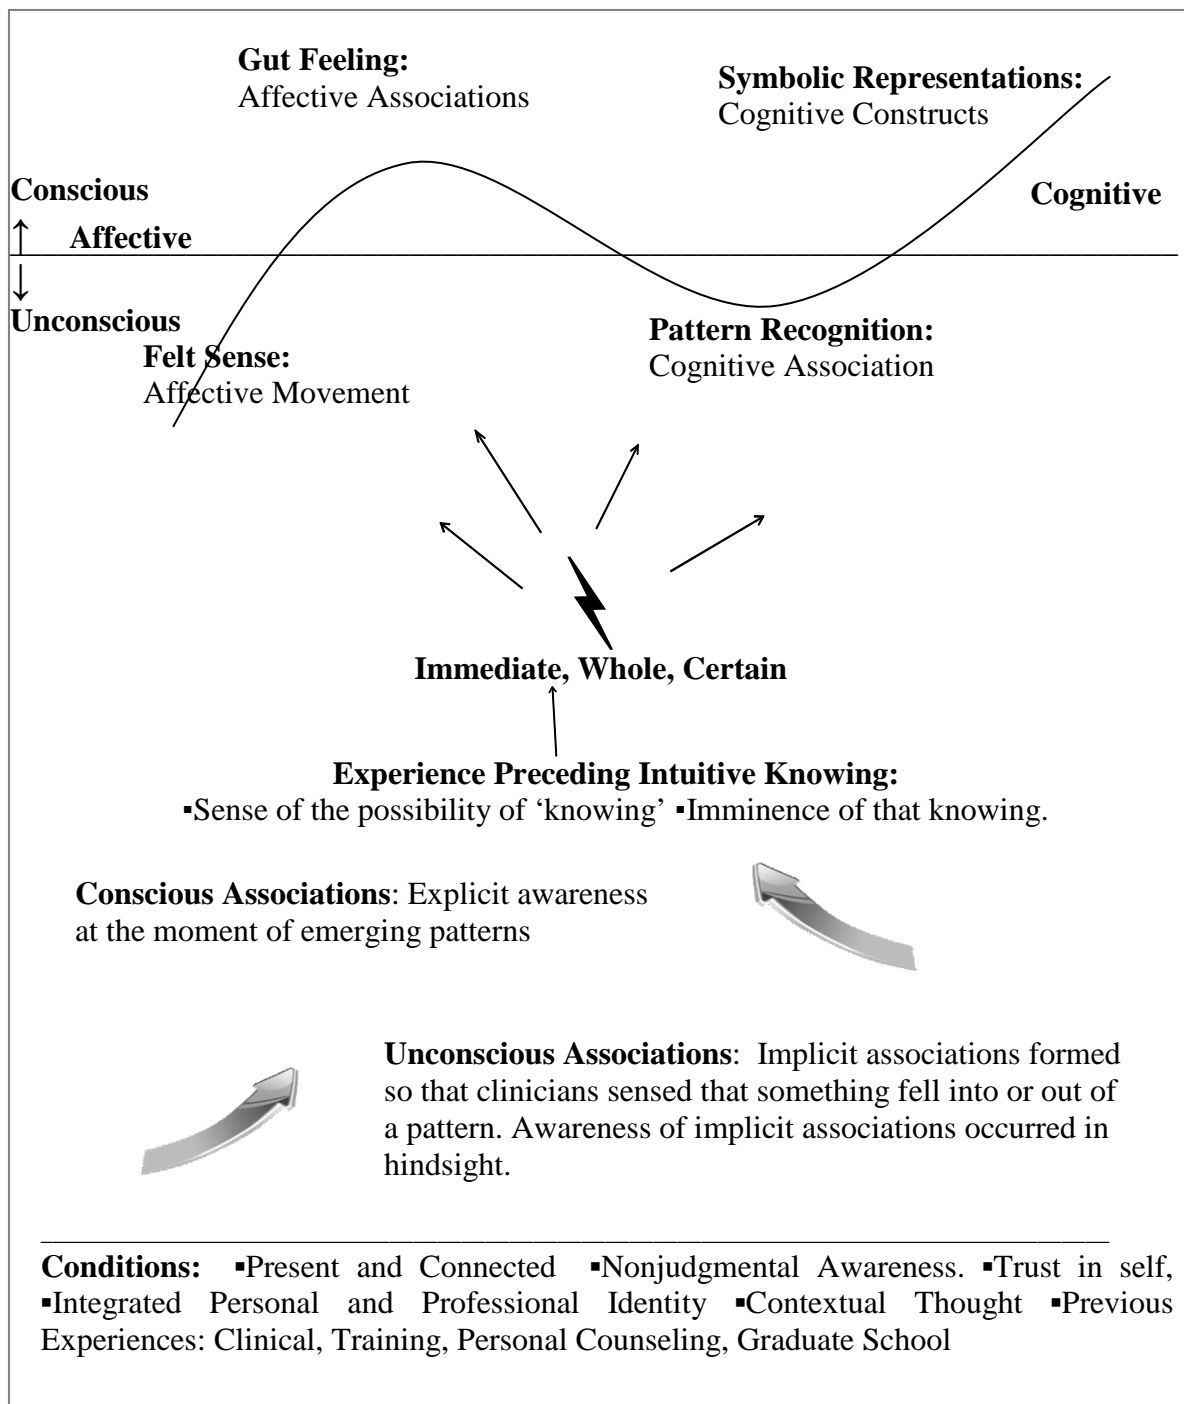 Gut Feeling:
Affective Associations
Symbolic Representations:
Cognitive Constructs
Conscious
Cognitive
Affective
Unconscious
Felt Sense:
Affective Movement
Pattern Recognition:
Cognitive Association
Immediate, Whole, Certain
Experience Preceding Intuitive Knowing:
▪Sense of the possibility of ‘knowing’ ▪Imminence of that knowing.
Conscious Associations: Explicit awareness
at the moment of emerging patterns
Unconscious Associations: Implicit associations formed
so that clinicians sensed that something fell into or out of
a pattern. Awareness of implicit associations occurred in
hindsight.
Conditions: ▪Present and Connected ▪Nonjudgmental Awareness. ▪Trust in self,
▪Integrated Personal and Professional Identity ▪Contextual Thought ▪Previous
Experiences: Clinical, Training, Personal Counseling, Graduate School